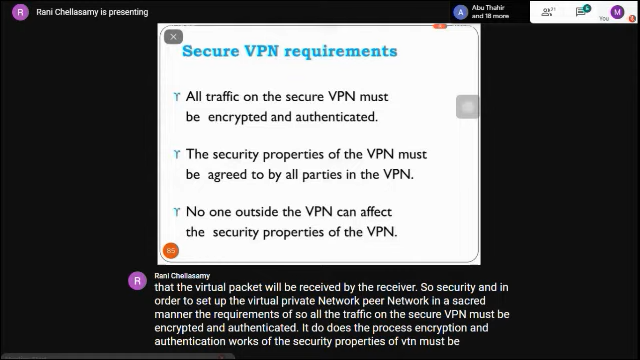 Rani Chellasamy is presenting
Abu Thahir
and 18 more
You
Secure VPN requirements
All traffic on the secure VPN must
be encrypted and authenticated.
The security properties of the VPN must
be agreed to by all parties in the VPN.
No one outside the VPN can affect
the security properties of the VPN.
85
Rani Chellasamy
that the virtual packet will be received by the receiver. So security and in
order to set up the virtual private Network peer Network in a sacred
manner the requirements of so all the traffic on the secure VPN must be
encrypted and authenticated. It do does the process encryption and
authentication works of the security properties of vtn must be